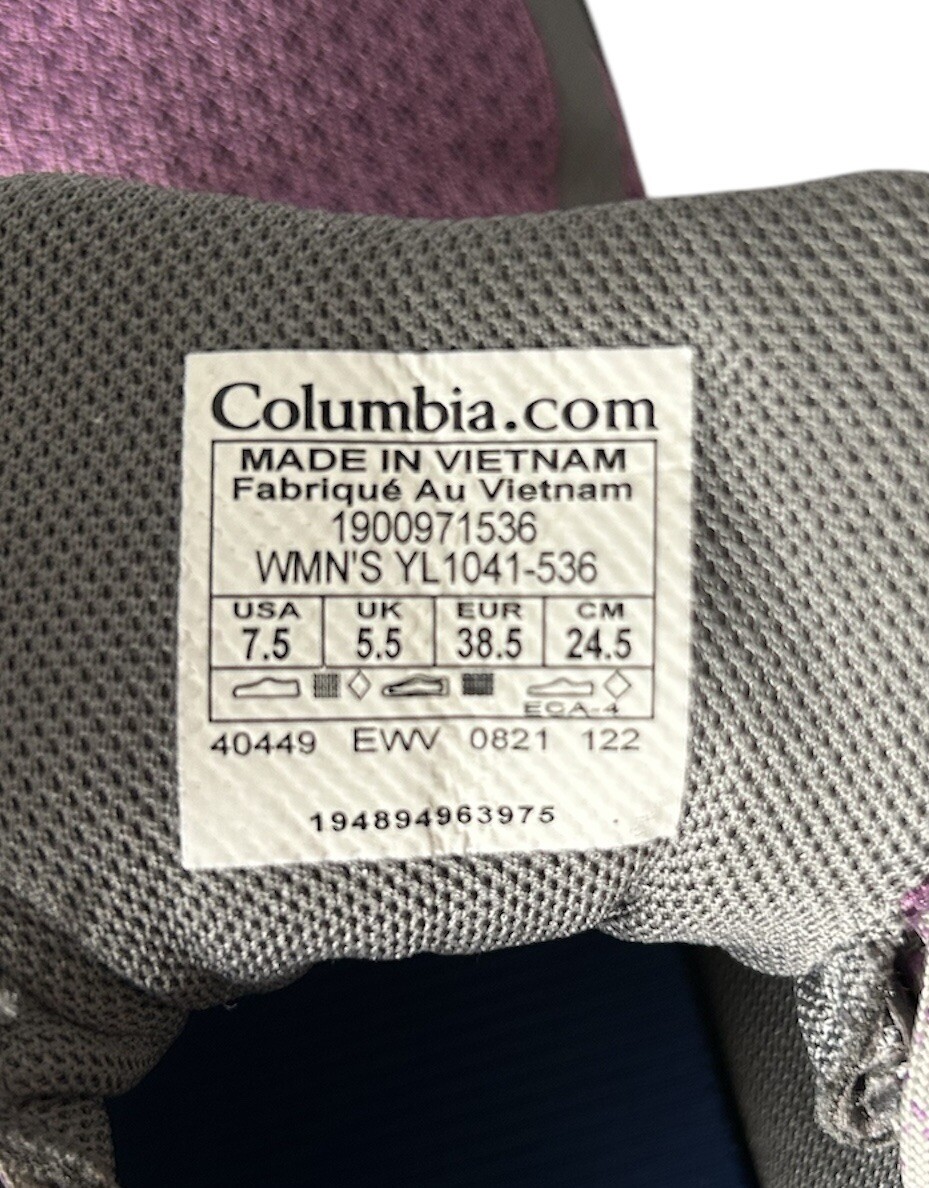 Columbia.com
MADE IN VIETNAM
Fabriqué Au Vietnam
1900971536
WMN'S YL1041-536
USA UK EUR CM
7.5 5.5 38.5 24.5
ECA-4
40449 EWV 0821 122
194894963975